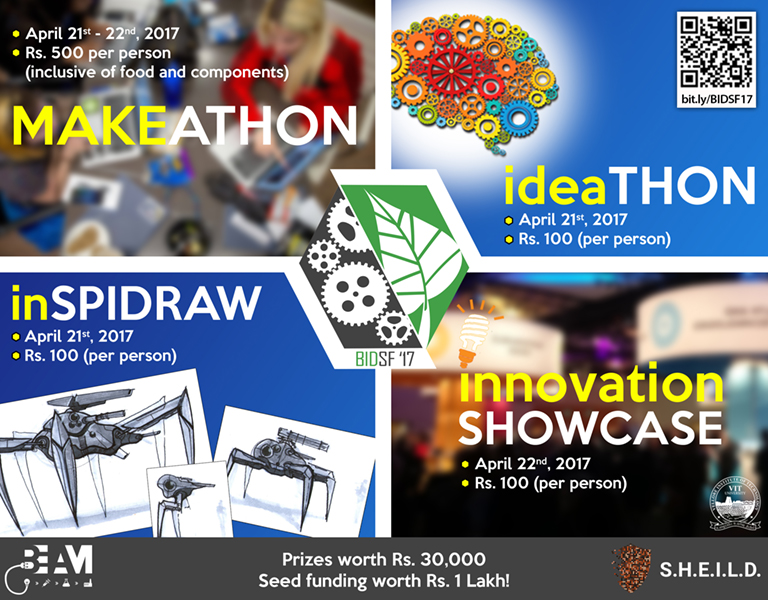 April 21st - 22nd, 2017
Rs. 500 per person
(inclusive of food and components)
MAKEATHON
bit.ly/BIDSF17
ideaTHON
April 21st, 2017
Rs. 100 (per person)
inSPIDRAW
April 21st, 2017
Rs. 100 (per person)
BIDSF '17
innovation
SHOWCASE
April 22nd, 2017
Rs. 100 (per person)
VIT
UNIVERSITY
BEAM
Prizes worth Rs. 30,000
Seed funding worth Rs. 1 Lakh!
S.H.E.I.L.D.